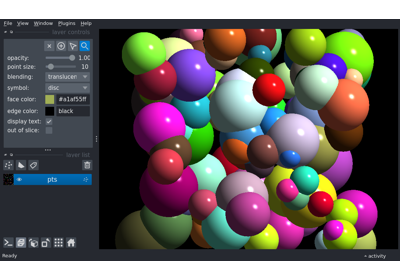 File View Window Plugins Help
layer controls
opacity: 1.00
point size: 10
blending: translucen
symbol: disc
face color: #a1af55ff
edge color: black
display text:
out of slice:
layer list
pts
Ready
activity